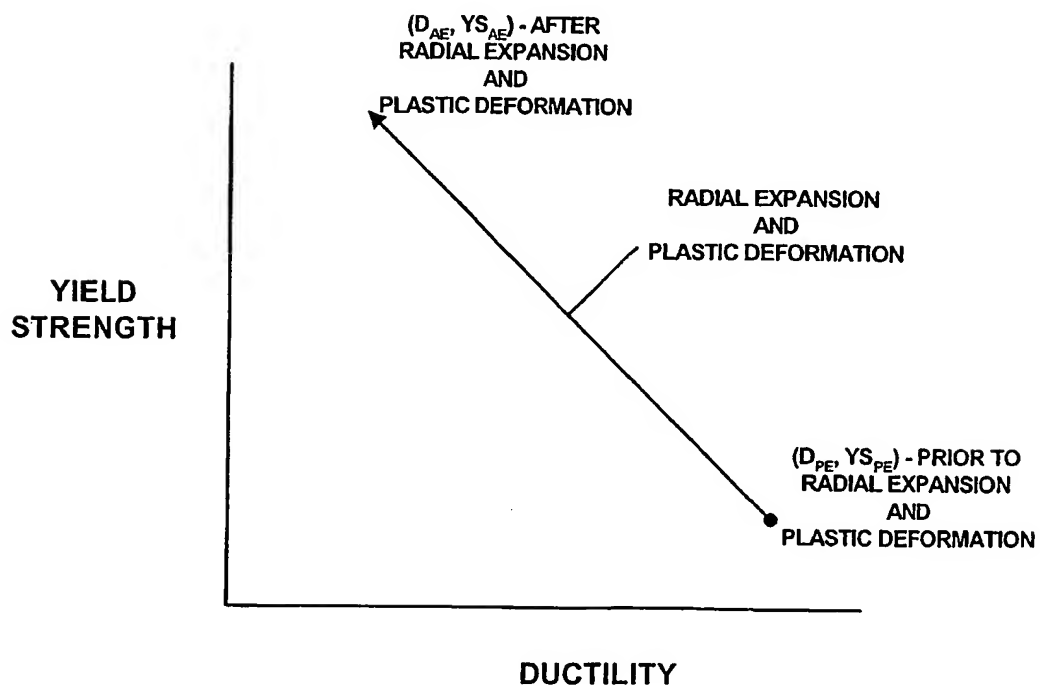 (D_AE, YS_AE) - AFTER
RADIAL EXPANSION
AND
PLASTIC DEFORMATION
RADIAL EXPANSION
AND
PLASTIC DEFORMATION
YIELD
STRENGTH
(D_PE, YS_PE) - PRIOR TO
RADIAL EXPANSION
AND
PLASTIC DEFORMATION
DUCTILITY